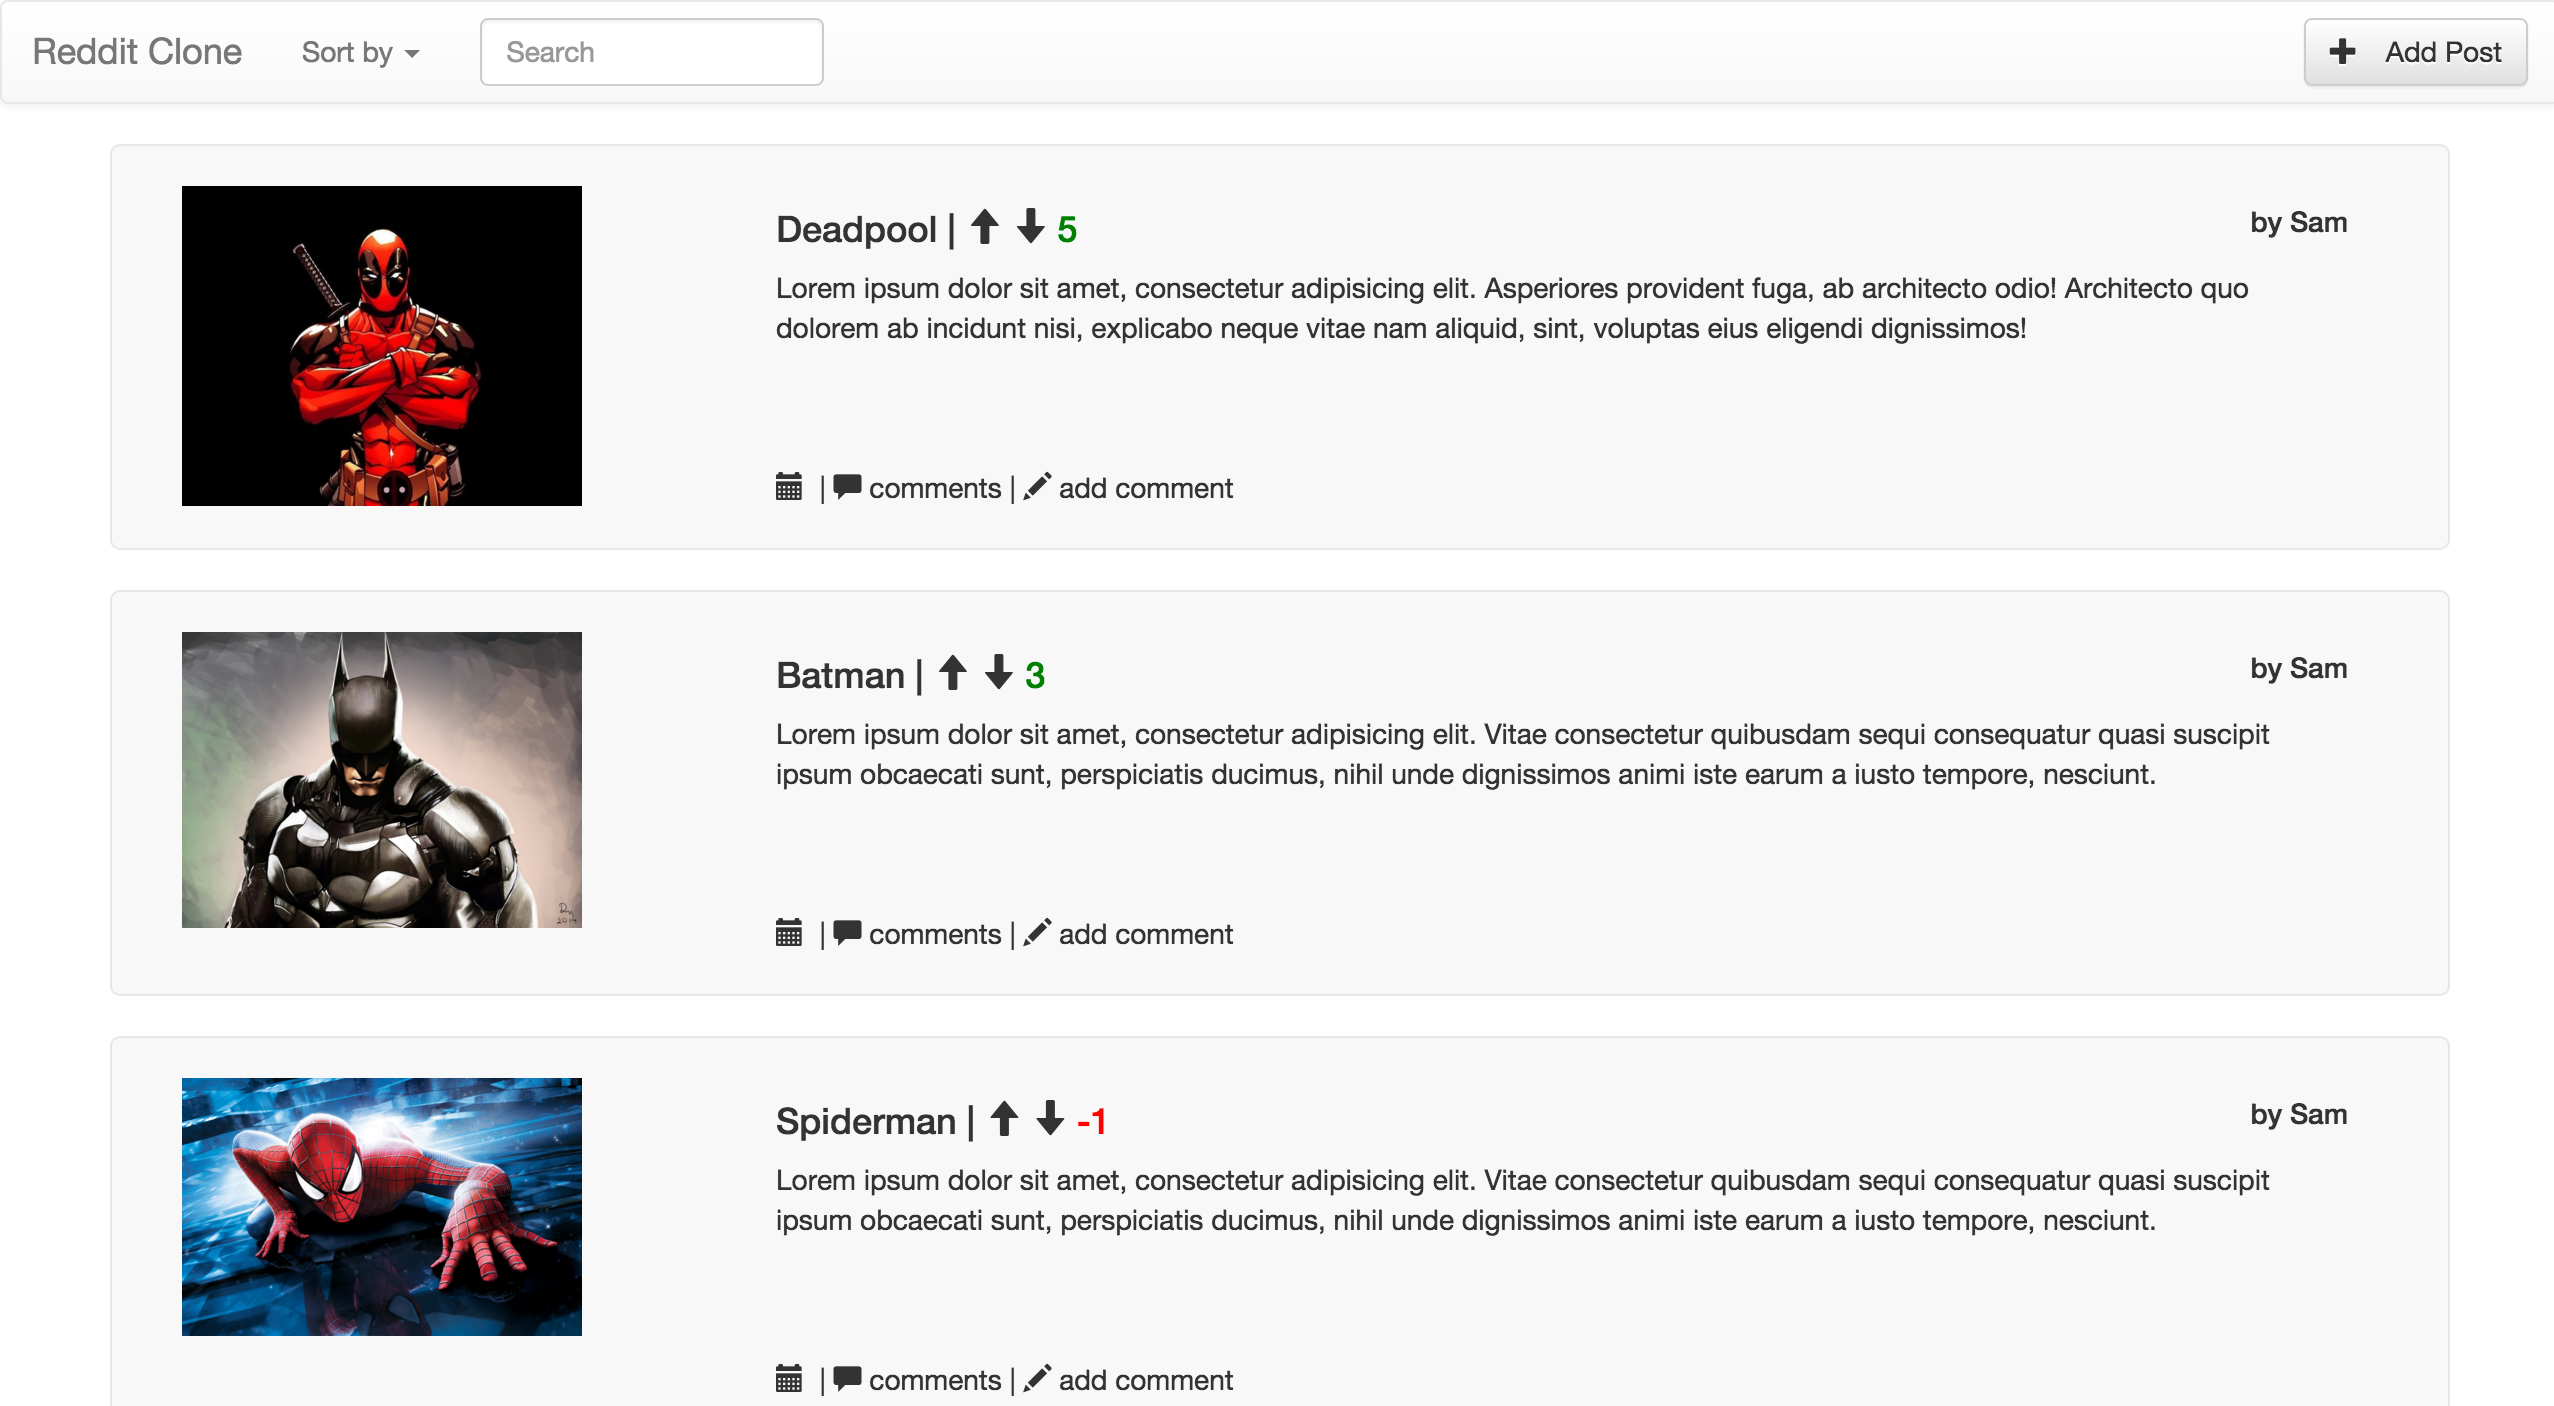 Reddit Clone Sort by Search Add Post
Deadpool | 5 by Sam
Lorem ipsum dolor sit amet, consectetur adipisicing elit. Asperiores provident fuga, ab architecto odio! Architecto quo
dolorem ab incidunt nisi, explicabo neque vitae nam aliquid, sint, voluptas eius eligendi dignissimos!
| comments | add comment
Batman | 3 by Sam
Lorem ipsum dolor sit amet, consectetur adipisicing elit. Vitae consectetur quibusdam sequi consequatur quasi suscipit
ipsum obcaecati sunt, perspiciatis ducimus, nihil unde dignissimos animi iste earum a iusto tempore, nesciunt.
| comments | add comment
Spiderman | -1 by Sam
Lorem ipsum dolor sit amet, consectetur adipisicing elit. Vitae consectetur quibusdam sequi consequatur quasi suscipit
ipsum obcaecati sunt, perspiciatis ducimus, nihil unde dignissimos animi iste earum a iusto tempore, nesciunt.
| comments | add comment